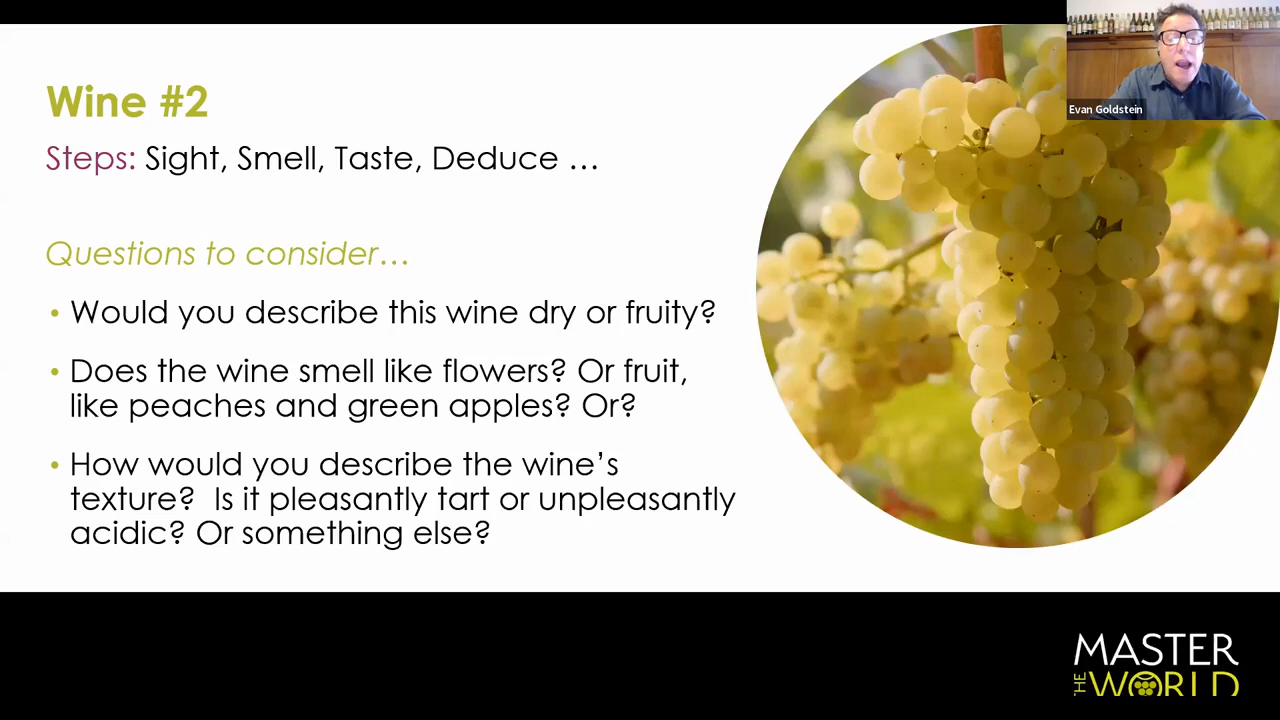 Wine #2
Steps: Sight, Smell, Taste, Deduce …
Questions to consider…
• Would you describe this wine dry or fruity?
• Does the wine smell like flowers? Or fruit,
like peaches and green apples? Or?
• How would you describe the wine’s
texture?  Is it pleasantly tart or unpleasantly
acidic? Or something else?
Evan Goldstein
MASTER
THE WORLD